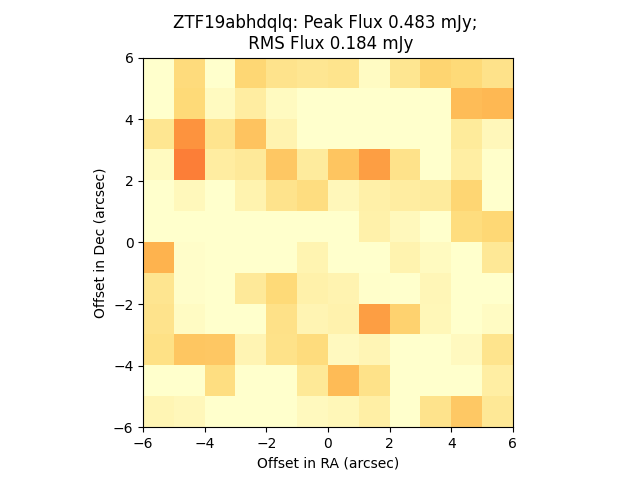 ZTF19abhdqlq: Peak Flux 0.483 mJy;
RMS Flux 0.184 mJy
6
4
2
0
−2
−4
−6
Offset in Dec (arcsec)
−6 −4 −2 0 2 4 6
Offset in RA (arcsec)